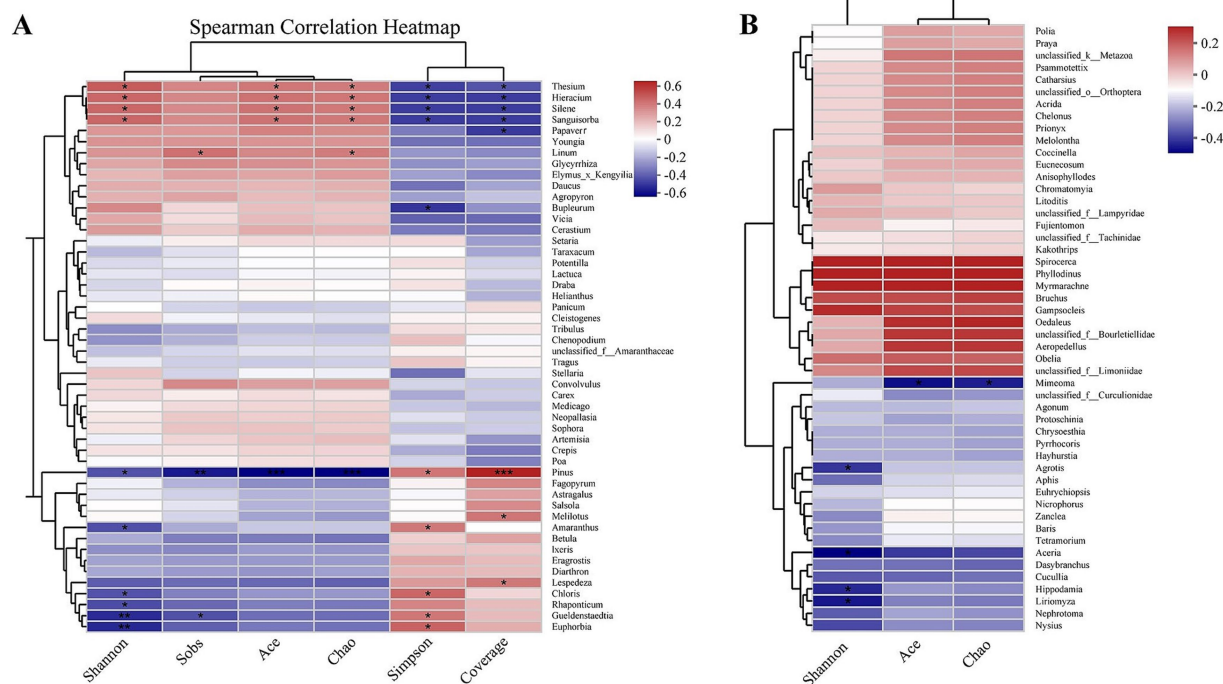 A
Spearman Correlation Heatmap
Thesium
Hieracium
Silene
Sanguisorba
Papaverr
Youngia
Linum
Glycyrrhiza
Elymus_x_Kengyilia
Daucus
Agropyron
Bupleurum
Vicia
Cerastium
Setaria
Taraxacum
Potentilla
Lactuca
Draba
Helianthus
Panicum
Cleistogenes
Tribulus
Chenopodium
unclassified_f__Amaranthaceae
Tragus
Stellaria
Convolvulus
Carex
Medicago
Neopallasia
Sophora
Artemisia
Crepis
Poa
Pinus
Fagopyrum
Astragalus
Salsola
Melilotus
Amaranthus
Betula
Ixeris
Eragrostis
Diarthron
Lespedeza
Chloris
Rhaponticum
Gueldenstaedtia
Euphorbia
0.6
0.4
0.2
0
-0.2
-0.4
-0.6
Shannon
Sobs
Ace
Chao
Simpson
Coverage
B
Polia
Praya
unclassified_k__Metazoa
Psammotettix
Catharsius
unclassified_o__Orthoptera
Acrida
Chelonus
Prionyx
Melolontha
Coccinella
Eucnecosum
Anisophyllodes
Chromatomyia
Litoditis
unclassified_f__Lampyridae
Fujientomon
unclassified_f__Tachinidae
Kakothrips
Spirocerca
Phyllodinus
Myrmarachne
Bruchus
Gampsocleis
Oedaleus
unclassified_f__Bourletiellidae
Aeropedellus
Obelia
unclassified_f__Limoniidae
Mimeoma
unclassified_f__Curculionidae
Agonum
Protoschinia
Chrysoesthia
Pyrrhocoris
Hayhurstia
Agrotis
Aphis
Euhrychiopsis
Nicrophorus
Zanclea
Baris
Tetramorium
Aceria
Dasybranchus
Cucullia
Hippodamia
Liriomyza
Nephrotoma
Nysius
0.2
0
-0.2
-0.4
Shannon
Ace
Chao